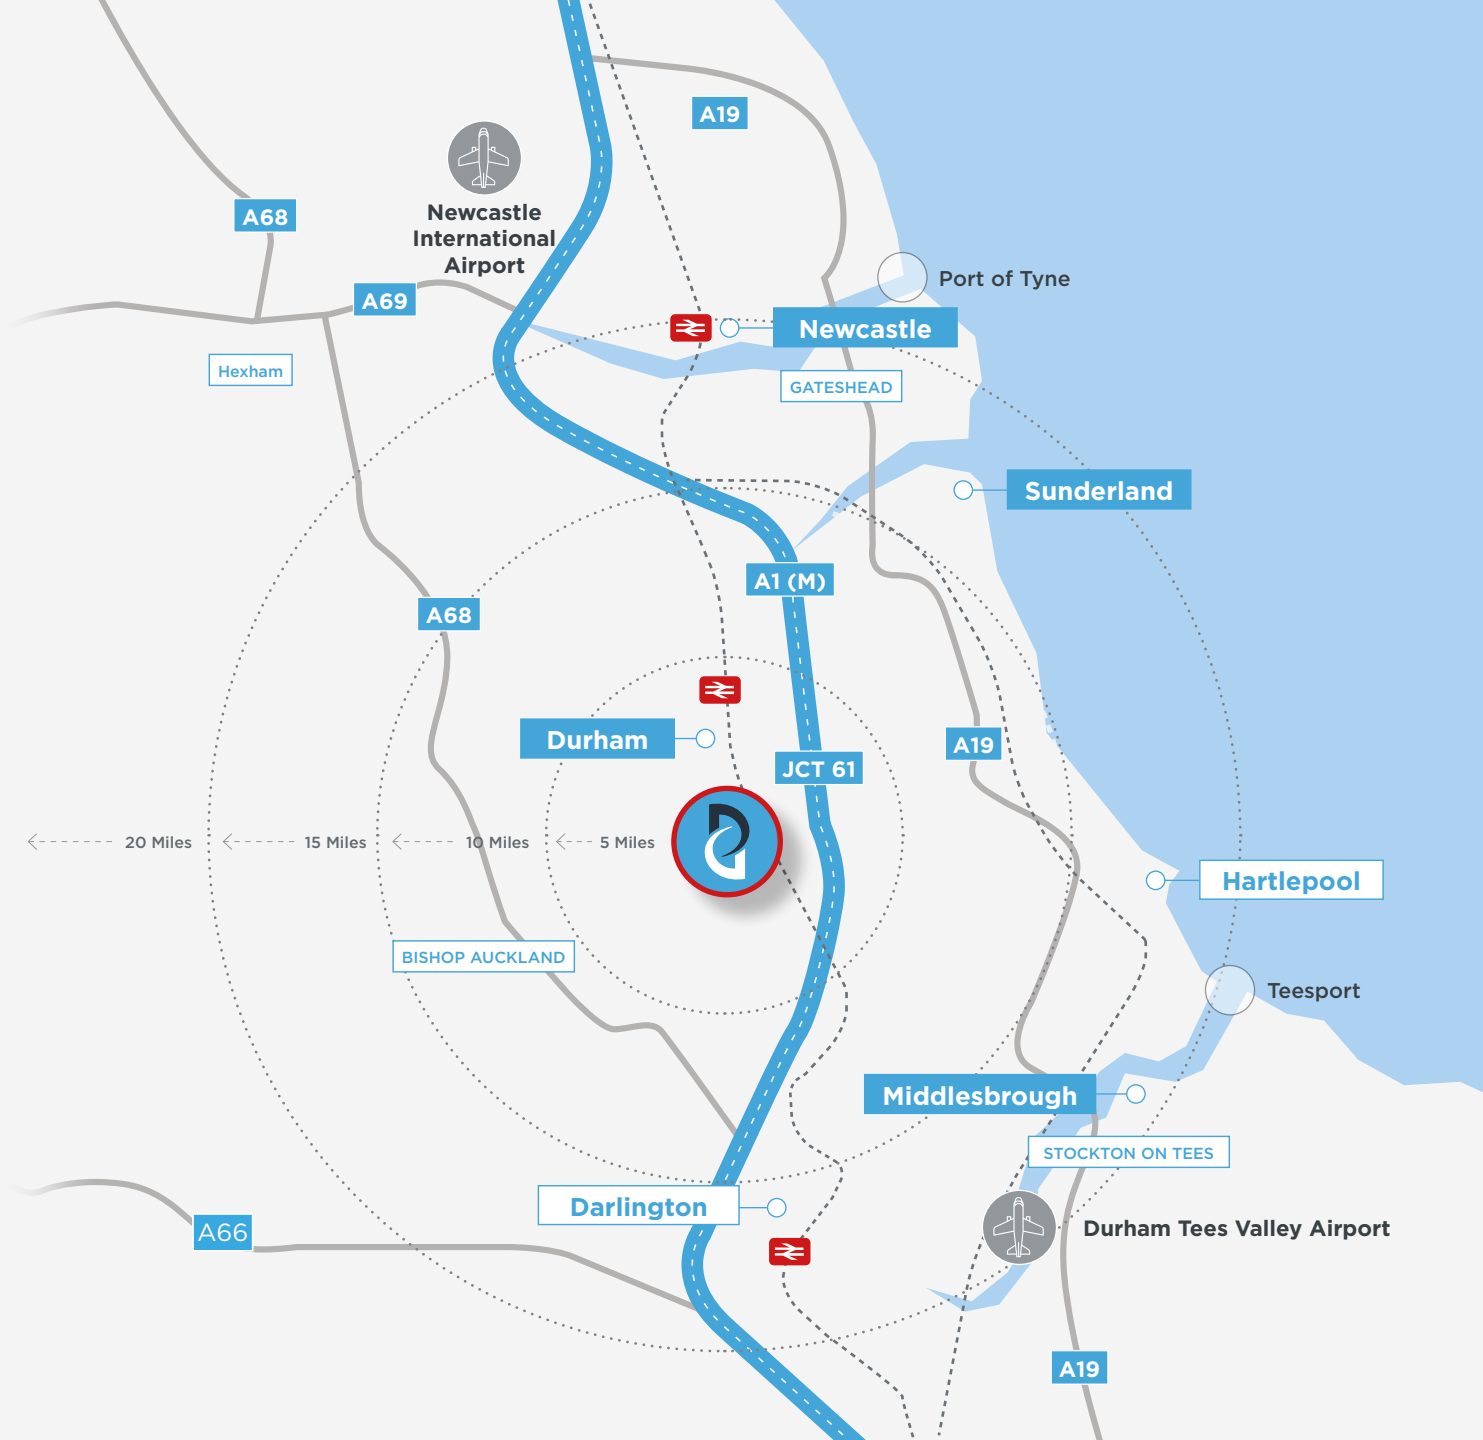 A19
Newcastle
International
Airport
A68
A69
Port of Tyne
Newcastle
Hexham
GATESHEAD
Sunderland
A1 (M)
A68
Durham
A19
JCT 61
20 Miles
15 Miles
10 Miles
5 Miles
Hartlepool
BISHOP AUCKLAND
Teesport
Middlesbrough
STOCKTON ON TEES
Darlington
A66
Durham Tees Valley Airport
A19